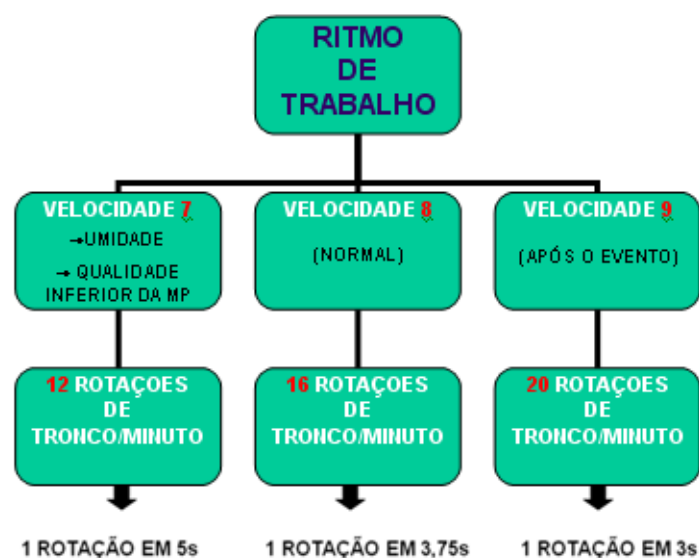 RITMO
DE
TRABALHO
VELOCIDADE 7
→UMIDADE
→ QUALIDADE
INFERIOR DA MP
VELOCIDADE 8
(NORMAL)
VELOCIDADE 9
(APÓS O EVENTO)
12 ROTAÇOES
DE
TRONCO/MINUTO
16 ROTAÇOES
DE
TRONCO/MINUTO
20 ROTAÇOES
DE
TRONCO/MINUTO
1 ROTAÇÃO EM 5s
1 ROTAÇÃO EM 3,75s
1 ROTAÇÃO EM 3s